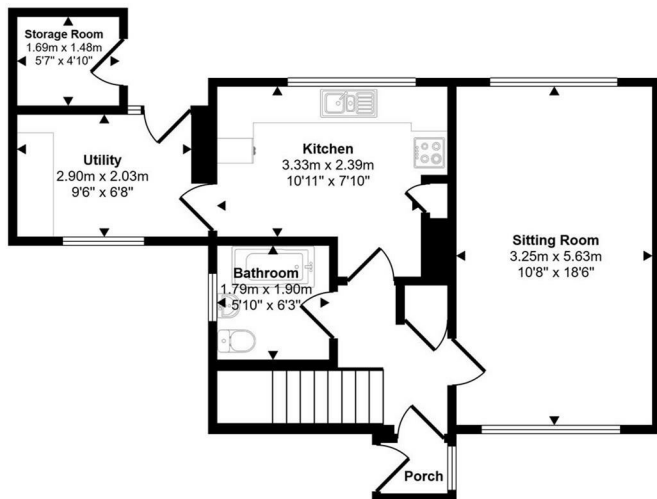 Storage Room
1.69m x 1.48m
5'7" x 4'10"
Utility
2.90m x 2.03m
9'6" x 6'8"
Kitchen
3.33m x 2.39m
10'11" x 7'10"
Bathroom
1.79m x 1.90m
5'10" x 6'3"
Sitting Room
3.25m x 5.63m
10'8" x 18'6"
Porch